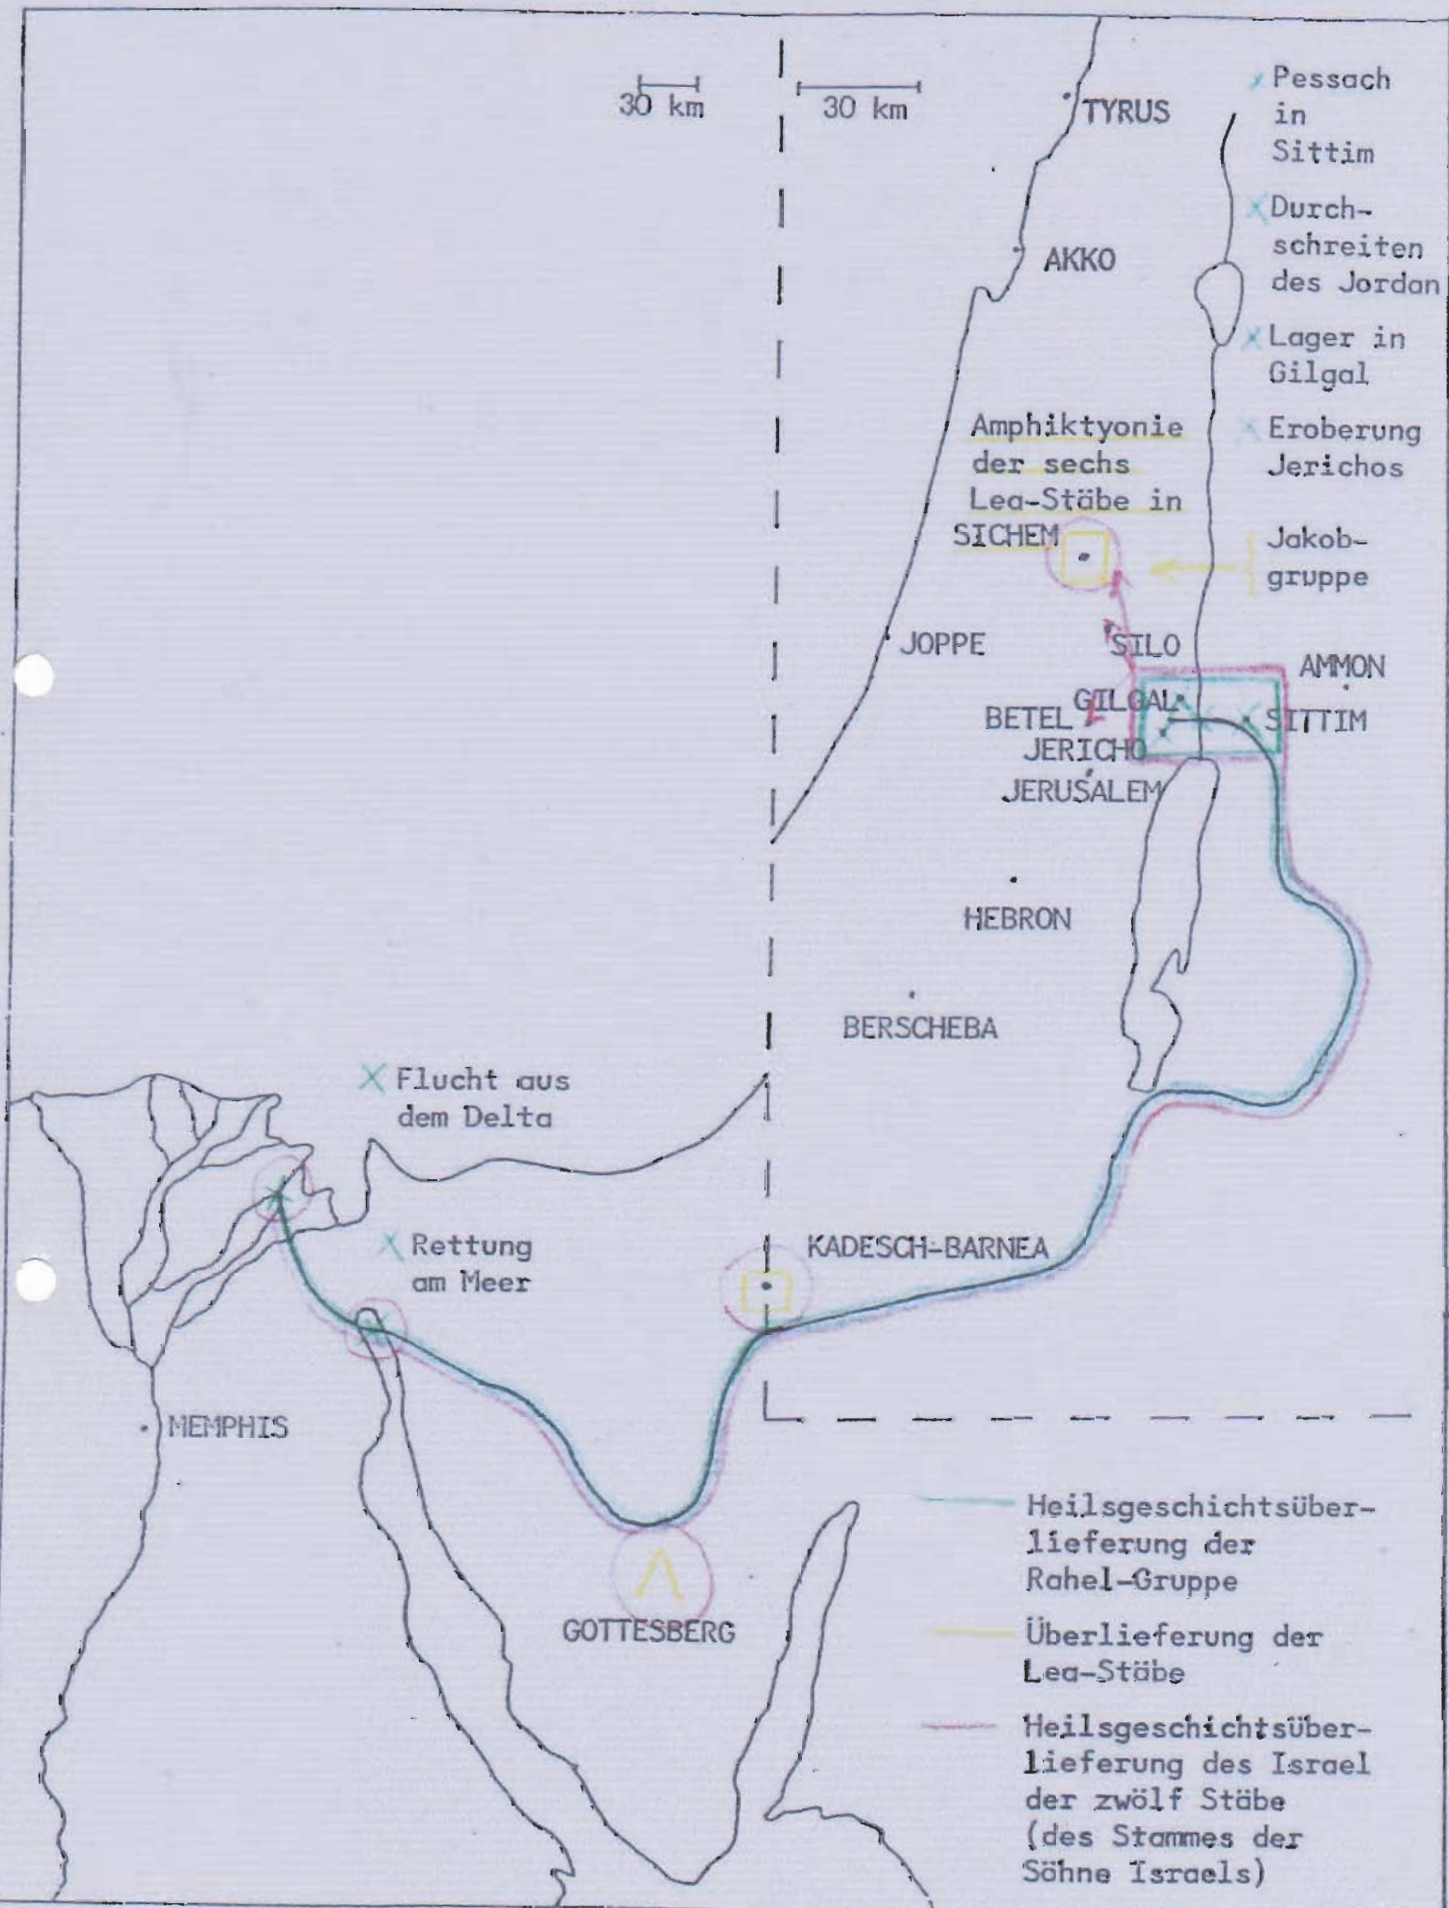 30 km
30 km
TYRUS
Pessach
in
Sittim
Durch-
schreiten
des Jordan
AKKO
Lager in
Gilgal
Eroberung
Jerichos
Amphiktyonie
der sechs
Lea-Stäbe in
SICHEM
Jakob-
gruppe
JOPPE
SILO
AMMON
GILGAL
BETEL
SITTIM
JERICHO
JERUSALEM
HEBRON
BERSCHEBA
Flucht aus
dem Delta
Rettung
am Meer
KADESCH-BARNEA
MEMPHIS
GOTTESBERG
Heilsgeschichtsüber-
lieferung der
Rahel-Gruppe
Überlieferung der
Lea-Stäbe
Heilsgeschichtsüber-
lieferung des Israel
der zwölf Stäbe
(des Stammes der
Söhne Israels)